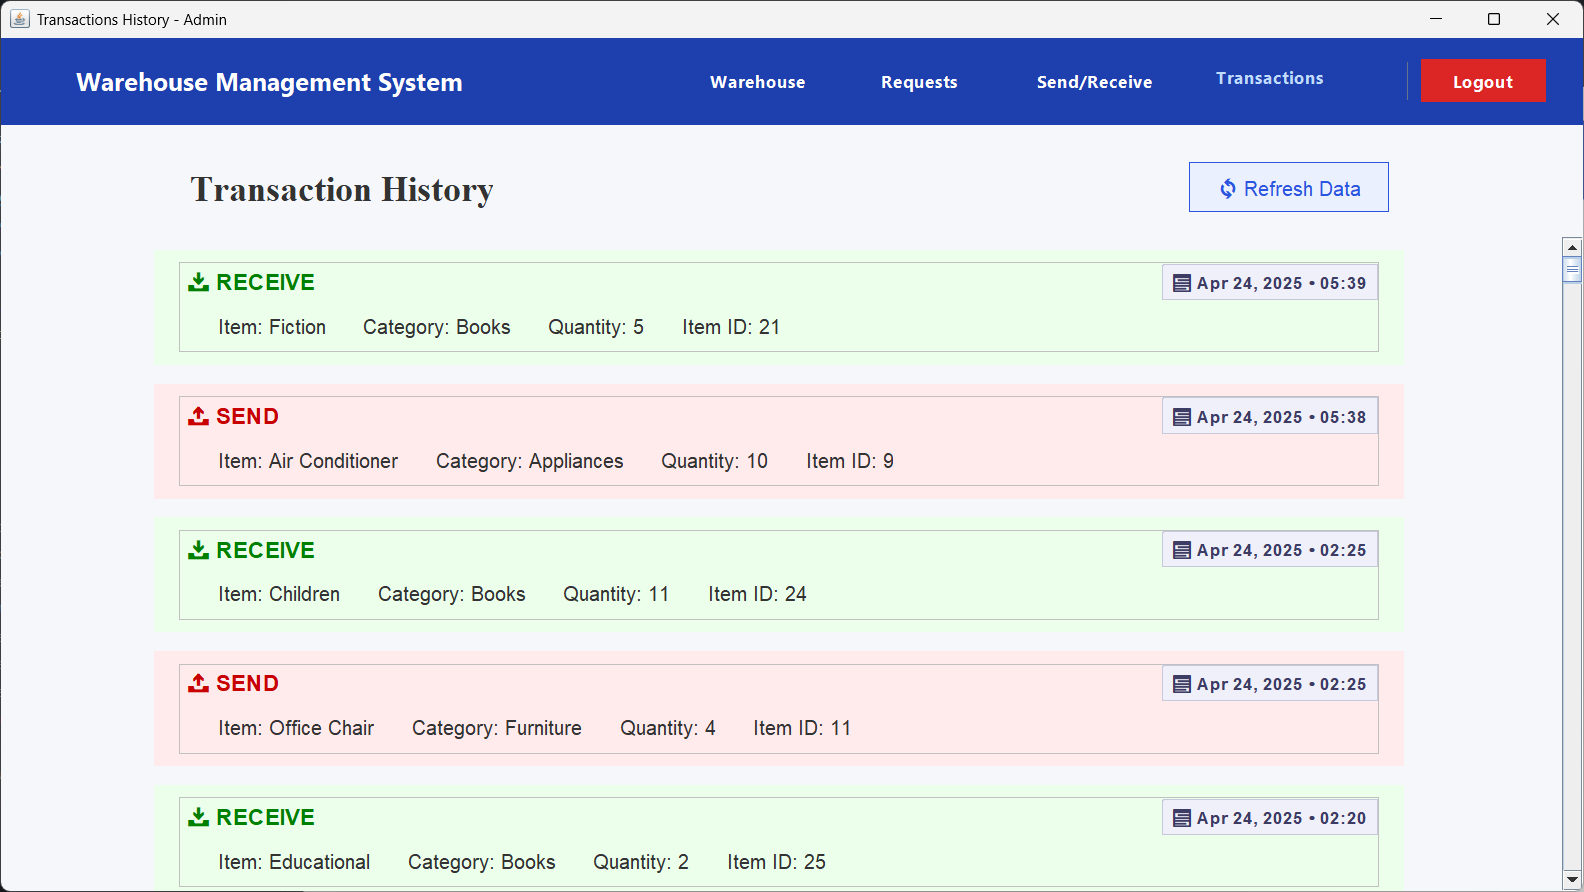 Transactions History - Admin
Warehouse Management System Warehouse Requests Send/Receive Transactions Logout
Transaction History Refresh Data
RECEIVE Apr 24, 2025 • 05:39
Item: Fiction Category: Books Quantity: 5 Item ID: 21
SEND Apr 24, 2025 • 05:38
Item: Air Conditioner Category: Appliances Quantity: 10 Item ID: 9
RECEIVE Apr 24, 2025 • 02:25
Item: Children Category: Books Quantity: 11 Item ID: 24
SEND Apr 24, 2025 • 02:25
Item: Office Chair Category: Furniture Quantity: 4 Item ID: 11
RECEIVE Apr 24, 2025 • 02:20
Item: Educational Category: Books Quantity: 2 Item ID: 25